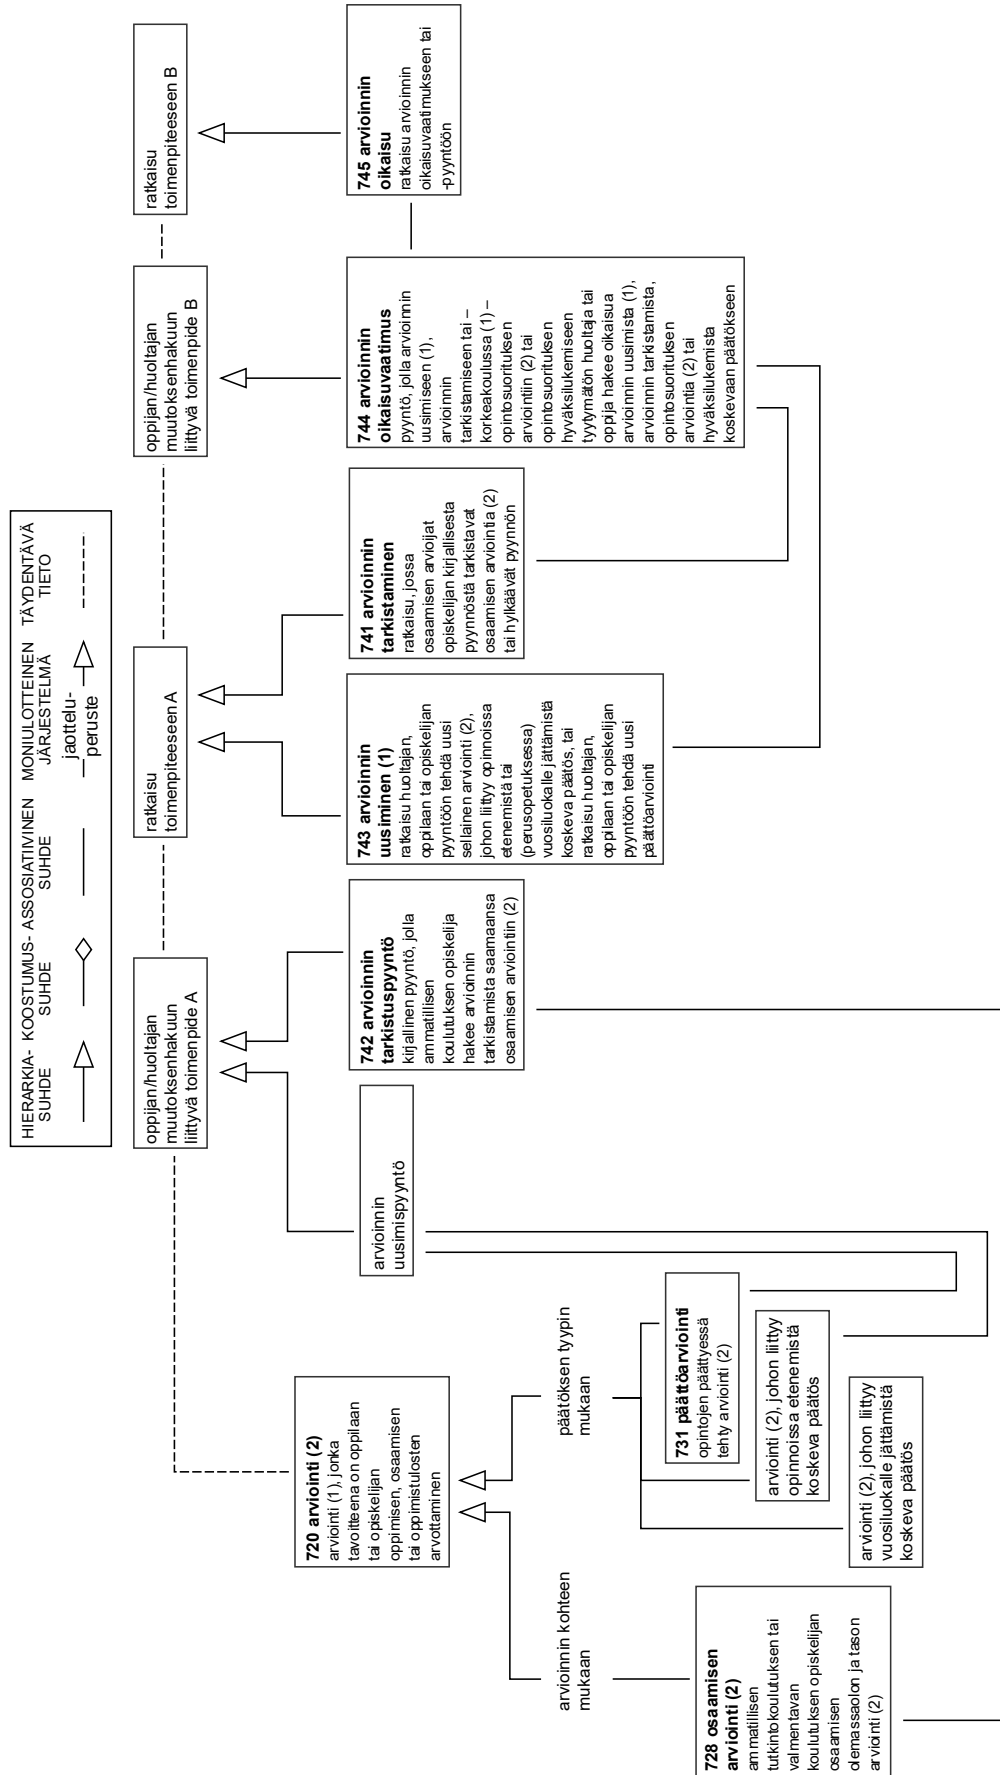 HIERARKIA-
SUHDE
KOOSTUMUS-
SUHDE
ASSOSIATIIVINEN
SUHDE
MONIULOTTEINEN
JÄRJESTELMÄ
jaottelu-
peruste
TÄYDENTÄVÄ
TIETO
oppijan/huoltajan
muutoksenhakuun
liittyvä toimenpide A
ratkaisu
toimenpiteeseen A
oppijan/huoltajan
muutoksenhakuun
liittyvä toimenpide B
ratkaisu
toimenpiteeseen B
720 arviointi (2)
arviointi (1), jonka
tavoitteena on oppilaan
tai opiskelijan
oppimisen, osaamisen
tai oppimistulosten
arvottaminen
arvioinnin
uusimispyyntö
742 arvioinnin
tarkistuspyyntö
kirjallinen pyyntö, jolla
ammatillisen
koulutuksen opiskelija
hakee arvioinnin
tarkistamista saamaansa
osaamisen arviointiin (2)
743 arvioinnin
uusiminen (1)
ratkaisu huoltajan,
oppilaan tai opiskelijan
pyyntöön tehdä uusi
sellainen arviointi (2),
johon liittyy opinnoissa
etenemistä tai
(perusopetuksessa)
vuosiluokalle jättämistä
koskeva päätös, tai
ratkaisu huoltajan,
oppilaan tai opiskelijan
pyyntöön tehdä uusi
päättöarviointi
741 arvioinnin
tarkistaminen
ratkaisu, jossa
osaamisen arvioijat
opiskelijan kirjallisesta
pyynnöstä tarkistavat
osaamisen arviointia (2)
tai hylkäävät pyynnön
744 arvioinnin
oikaisuvaatimus
pyyntö, jolla arvioinnin
uusimiseen (1),
arvioinnin
tarkistamiseen tai –
korkeakoulussa (1) –
opintosuorituksen
arviointiin (2) tai
opintosuorituksen
hyväksilukemiseen
tyytymätön huoltaja tai
oppija hakee oikaisua
arvioinnin uusimista (1),
arvioinnin tarkistamista,
opintosuorituksen
arviointia (2) tai
hyväksilukemista
koskevaan päätökseen
745 arvioinnin
oikaisu
ratkaisu arvioinnin
oikaisuvaatimukseen tai
-pyyntöön
arvioinnin kohteen
mukaan
päätöksen tyypin
mukaan
728 osaamisen
arviointi (2)
ammatillisen
tutkintokoulutuksen tai
valmentavan
koulutuksen opiskelijan
osaamisen
olemassaolon ja tason
arviointi (2)
731 päättöarviointi
opintojen päättyessä
tehty arviointi (2)
arviointi (2), johon liittyy
opinnoissa etenemistä
koskeva päätös
arviointi (2), johon liittyy
vuosiluokalle jättämistä
koskeva päätös